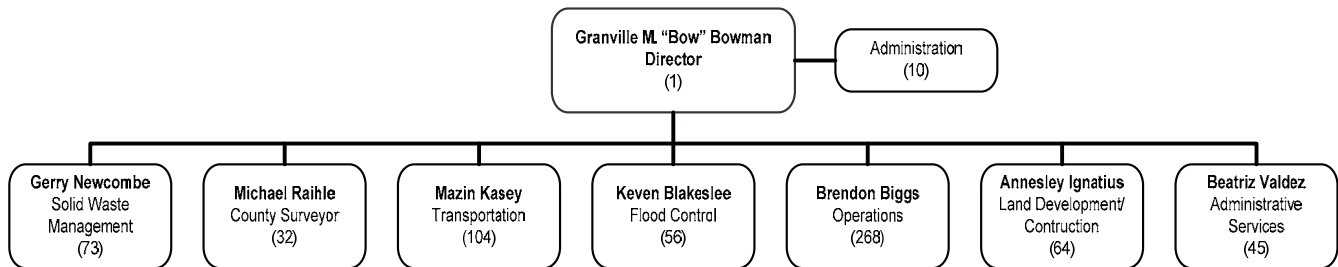 Granville M. “Bow” Bowman
Director
(1)
Administration
(10)
Gerry Newcombe
Solid Waste
Management
(73)
Michael Raihle
County Surveyor
(32)
Mazin Kasey
Transportation
(104)
Keven Blakeslee
Flood Control
(56)
Brendon Biggs
Operations
(268)
Annesley Ignatius
Land Development/
Contruction
(64)
Beatriz Valdez
Administrative
Services
(45)